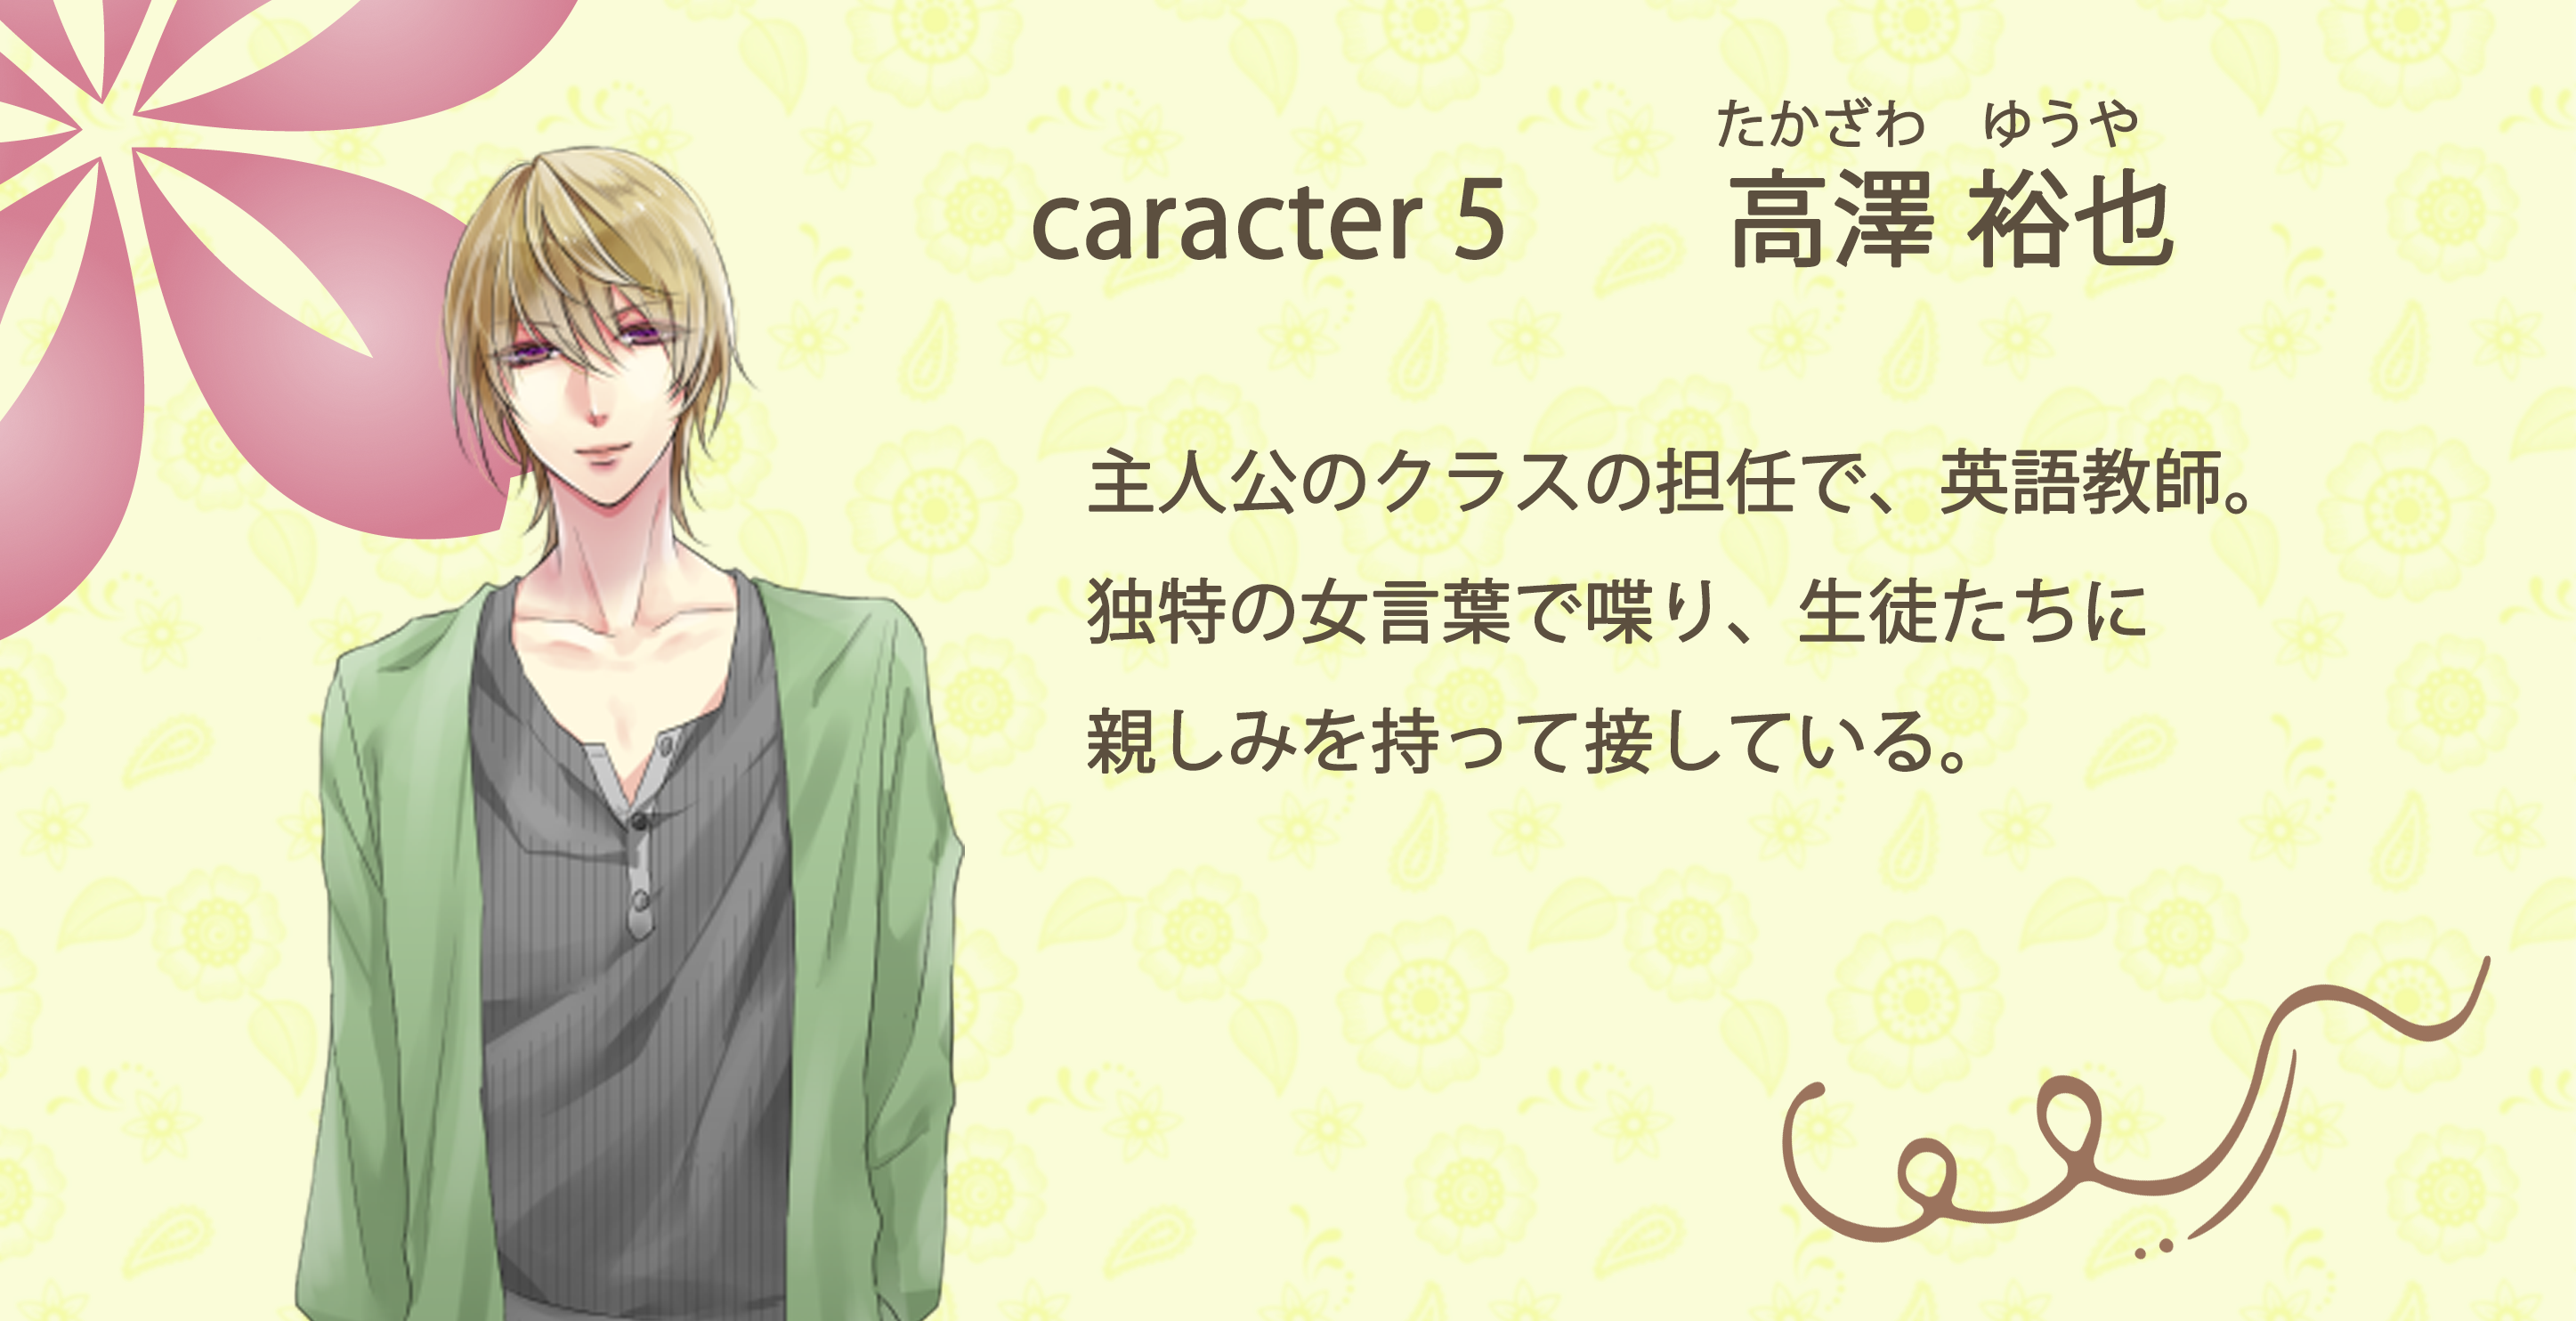 たかざわ　ゆうや
caracter 5　高澤 裕也
主人公のクラスの担任で、英語教師。
独特の女言葉で喋り、生徒たちに
親しみを持って接している。